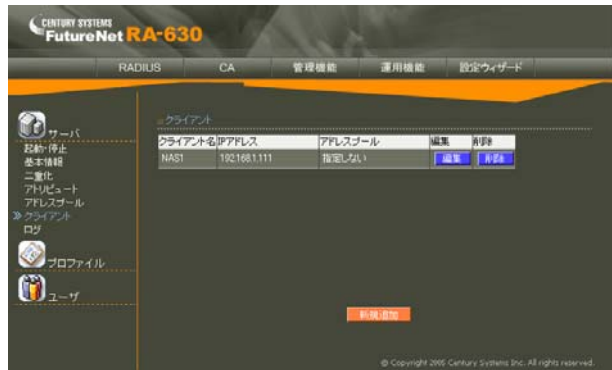 CENTURY SYSTEMS
FutureNet RA-630
RADIUS CA 管理機能 運用機能 設定ウィザード
サーバ
起動・停止
基本情報
二重化
アトリビュート
アドレスプール
クライアント
ログ
プロファイル
ユーザ
クライアント
クライアント名 IPアドレス アドレスプール 編集 削除
NAS1 192.168.1.111 指定しない 編集 削除
新規追加
© Copyright 2005 Century Systems Inc. All rights reserved.